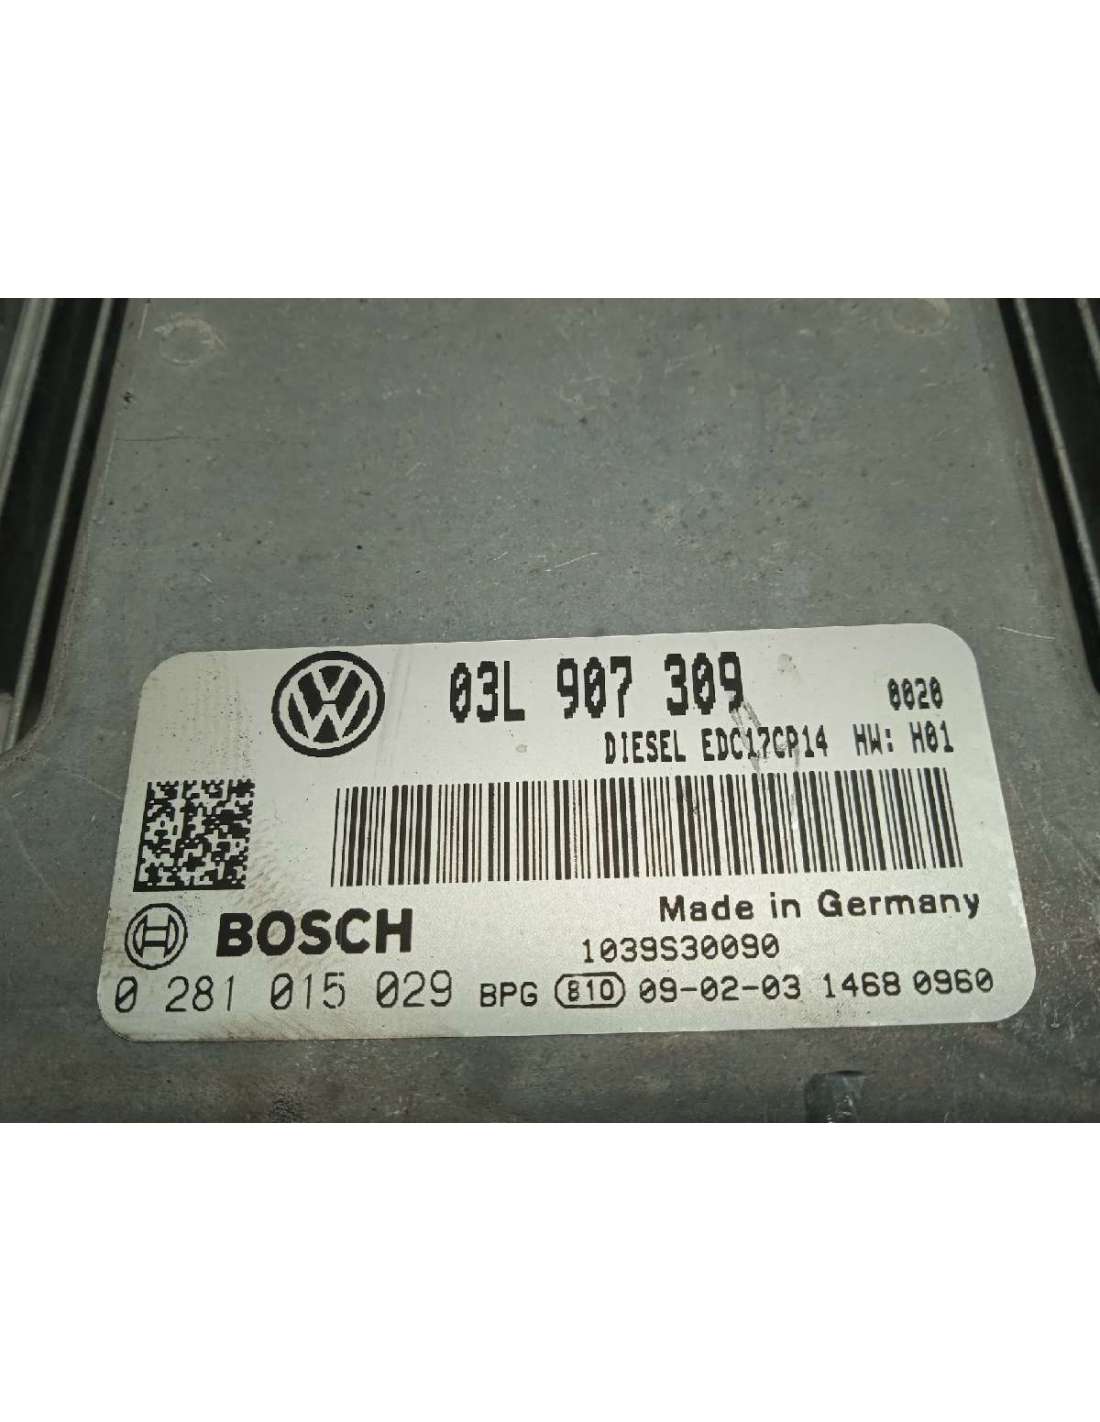 03L 907 309
0020
DIESEL EDC17CP14 HW: H01
Made in Germany
BOSCH
1039S30090
0 281 015 029 BPG 810 09-02-03 1468 0960